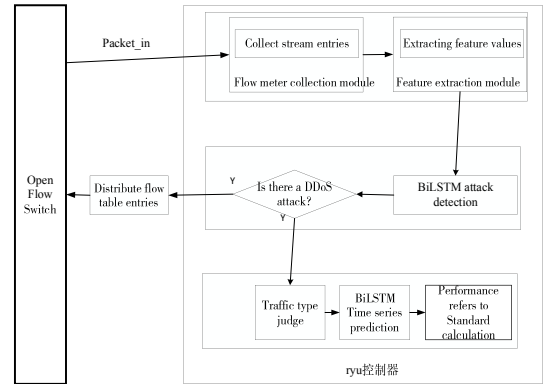 Packet_in
Collect stream entries
Extracting feature values
Flow meter collection module
Feature extraction module
Open
Flow
Switch
Distribute flow
table entries
Y
Is there a DDoS
attack?
Y
BiLSTM attack
detection
Traffic type
judge
BiLSTM
Time series
prediction
Performance
refers to
Standard
calculation
ryu控制器